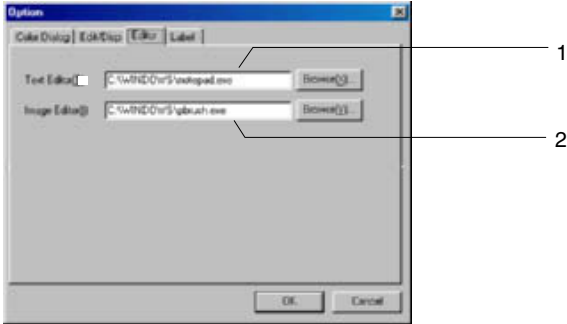 Option
Color Dialog Edit/Disp Editor Label
1
Text Editor( C:\WINDOWS\notepad.exe Browse(X)...
Image Editor(I) C:\WINDOWS\pbrush.exe Browse(Y)...
2
OK Cancel